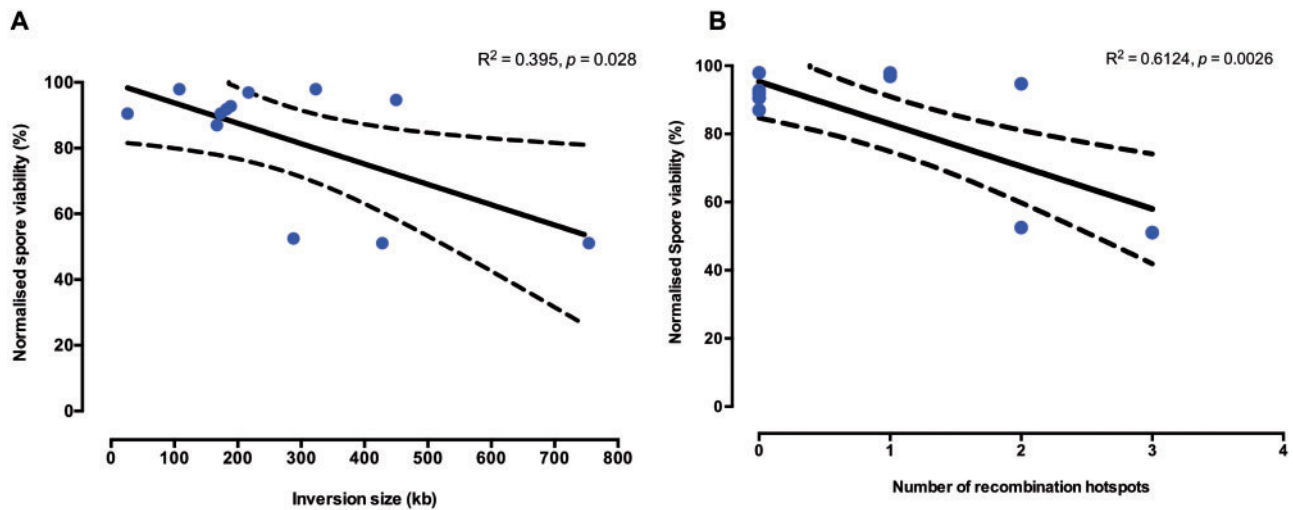 A
R² = 0.395, p = 0.028
100
80
60
40
20
0
Normalised spore viability (%)
0 100 200 300 400 500 600 700 800
Inversion size (kb)
B
R² = 0.6124, p = 0.0026
100
80
60
40
20
0
Normalised Spore viability (%)
0 1 2 3 4
Number of recombination hotspots